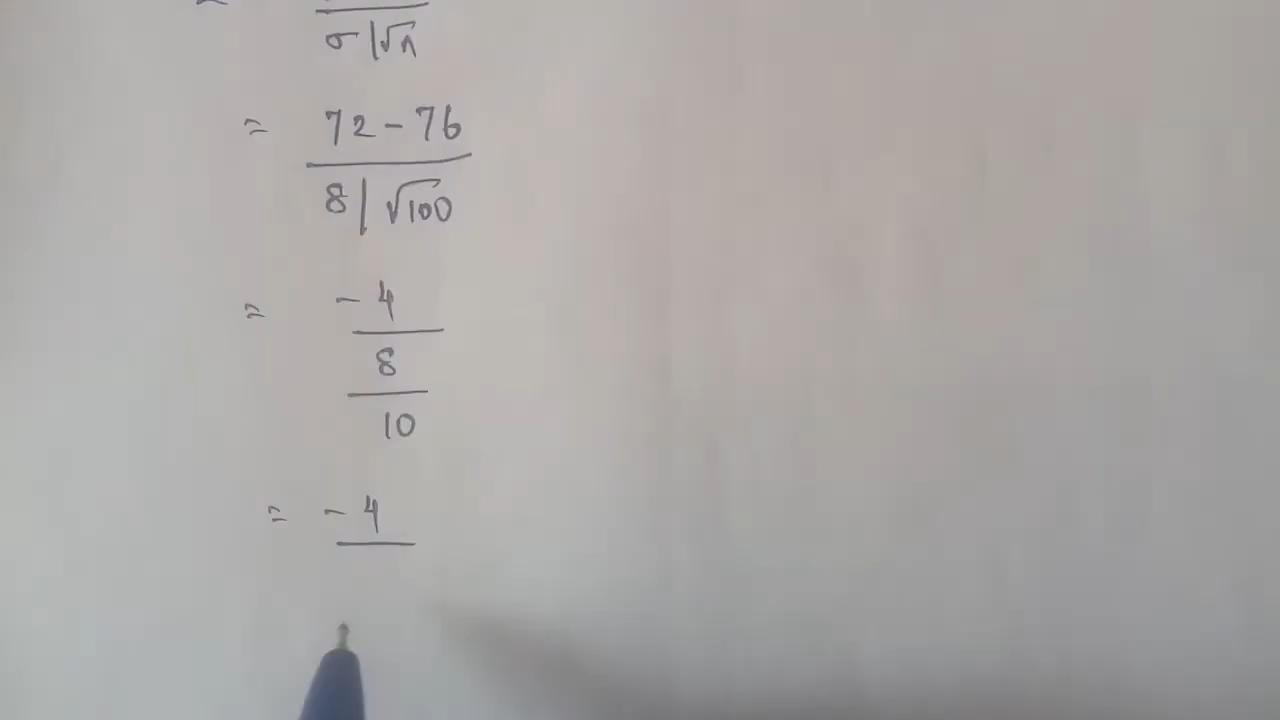 σ/√n
= 72 - 76
8/√100
= - 4
8
10
= - 4